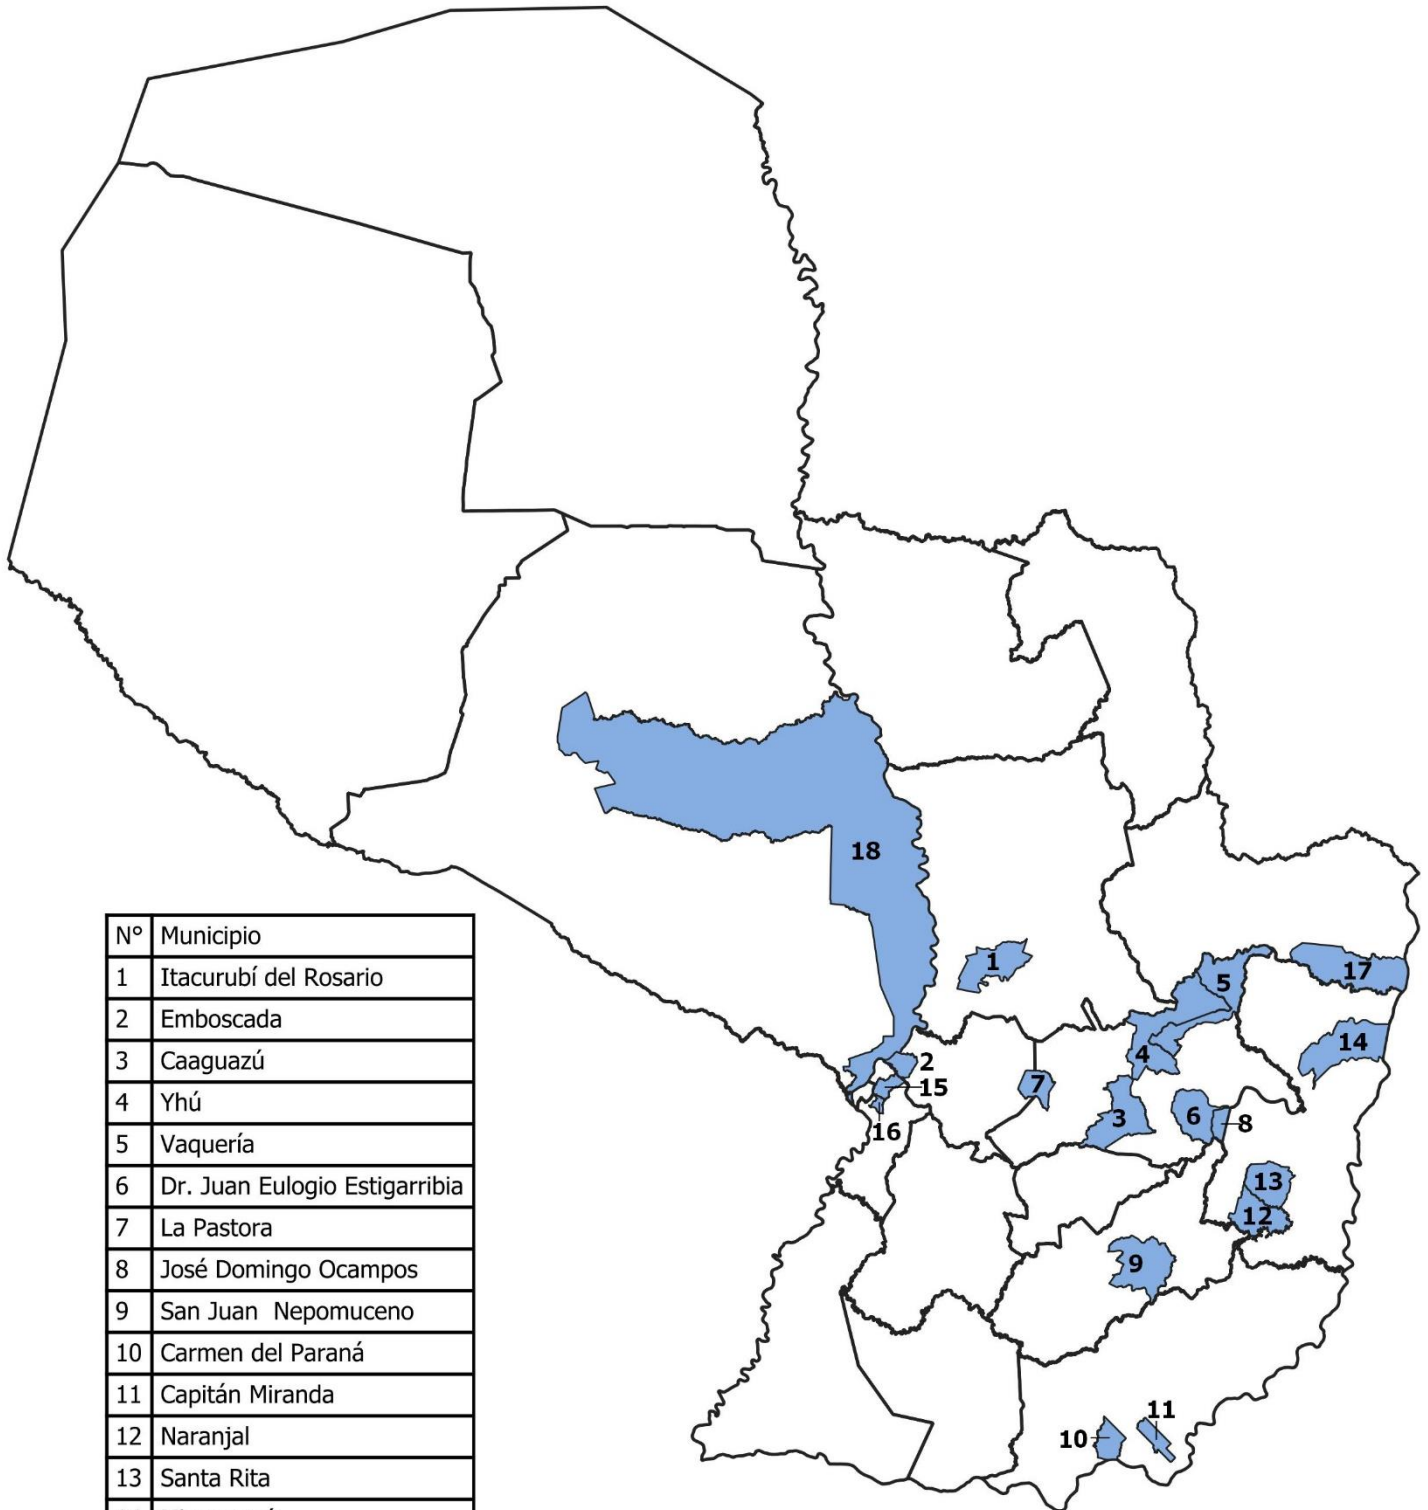 18
1
5
17
14
4
2
15
7
3
6
8
16
13
12
9
11
10
N° Municipio
1 Itacurubí del Rosario
2 Emboscada
3 Caaguazú
4 Yhú
5 Vaquería
6 Dr. Juan Eulogio Estigarribia
7 La Pastora
8 José Domingo Ocampos
9 San Juan Nepomuceno
10 Carmen del Paraná
11 Capitán Miranda
12 Naranjal
13 Santa Rita